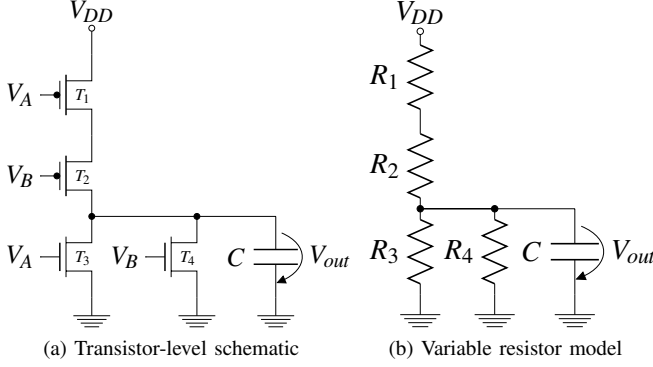 V_DD
V_A T_1
V_B T_2
V_A T_3 V_B T_4 C V_out
(a) Transistor-level schematic
V_DD
R_1
R_2
R_3 R_4 C V_out
(b) Variable resistor model